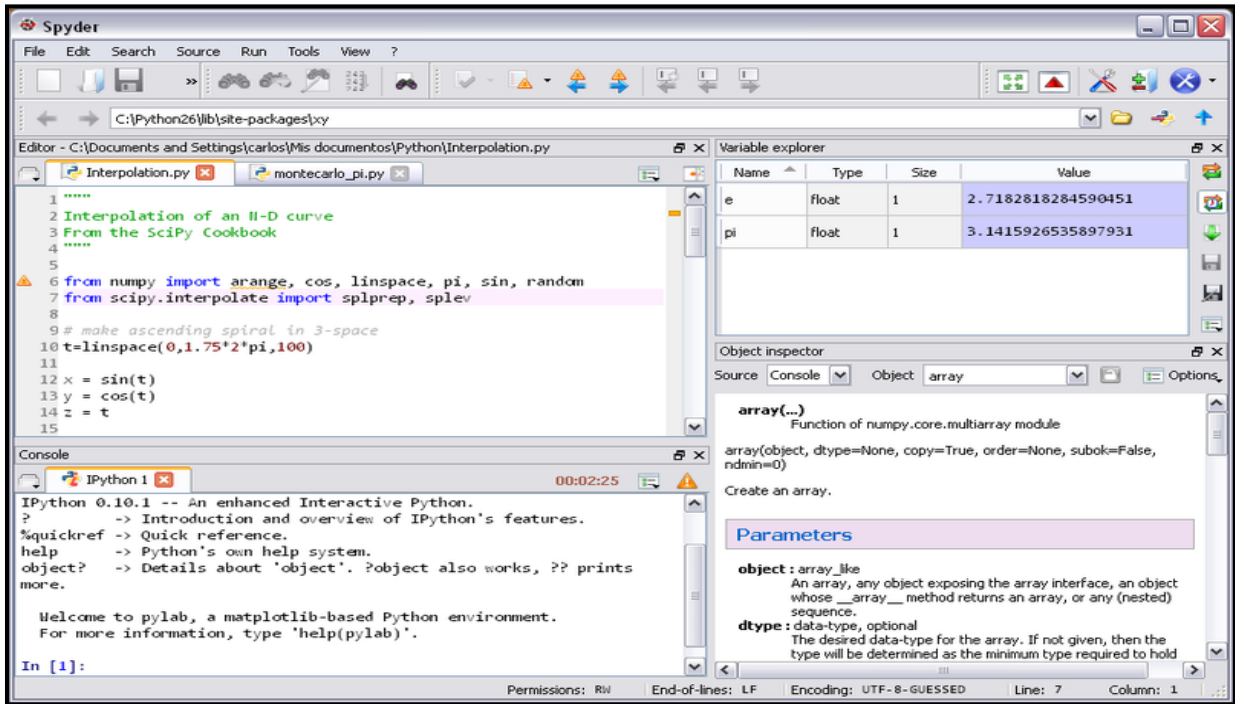 Spyder
File Edit Search Source Run Tools View ?
C:\Python26\lib\site-packages\xy
Editor - C:\Documents and Settings\carlos\Mis documentos\Python\Interpolation.py
Interpolation.py montecarlo_pi.py
1 """
2 Interpolation of an N-D curve
3 From the SciPy Cookbook
4 """
5
6 from numpy import arange, cos, linspace, pi, sin, random
7 from scipy.interpolate import splprep, splev
8
9 # make ascending spiral in 3-space
10 t=linspace(0,1.75*2*pi,100)
11
12 x = sin(t)
13 y = cos(t)
14 z = t
15
Console
IPython 1 00:02:25
IPython 0.10.1 -- An enhanced Interactive Python.
? -> Introduction and overview of IPython's features.
%quickref -> Quick reference.
help -> Python's own help system.
object? -> Details about 'object'. ?object also works, ?? prints
more.
Welcome to pylab, a matplotlib-based Python environment.
For more information, type 'help(pylab)'.
In [1]:
Variable explorer
Name Type Size Value
e float 1 2.7182818284590451
pi float 1 3.1415926535897931
Object inspector
Source Console Object array Options
array(...)
Function of numpy.core.multiarray module
array(object, dtype=None, copy=True, order=None, subok=False,
ndmin=0)
Create an array.
Parameters
object : array_like
An array, any object exposing the array interface, an object
whose __array__ method returns an array, or any (nested)
sequence.
dtype : data-type, optional
The desired data-type for the array. If not given, then the
type will be determined as the minimum type required to hold
Permissions: RW End-of-lines: LF Encoding: UTF-8-GUESSED Line: 7 Column: 1